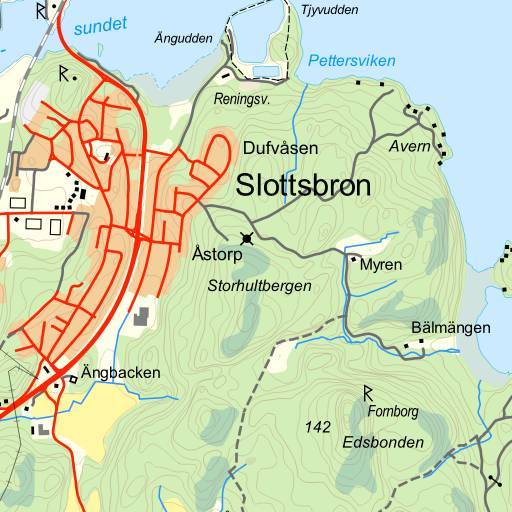 R
sundet
Tjyvudden
Ängudden
Pettersviken
R
Reningsv.
Dufvåsen
Avern
Slottsbron
Åstorp
Myren
Storhultbergen
Bälmängen
Ängbacken
R
Fornborg
142
Edsbonden